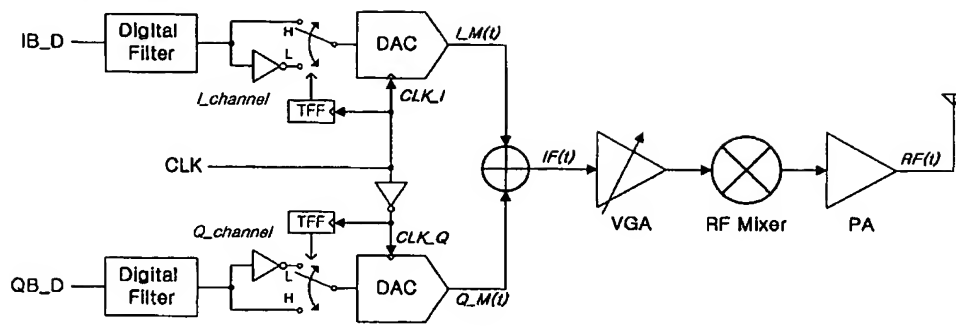 IB_D
Digital
Filter
H
L
I_channel
TFF
DAC
I_M(t)
CLK_I
CLK
IF(t)
VGA
RF Mixer
PA
RF(t)
Q_channel
TFF
CLK_Q
QB_D
Digital
Filter
L
H
DAC
Q_M(t)